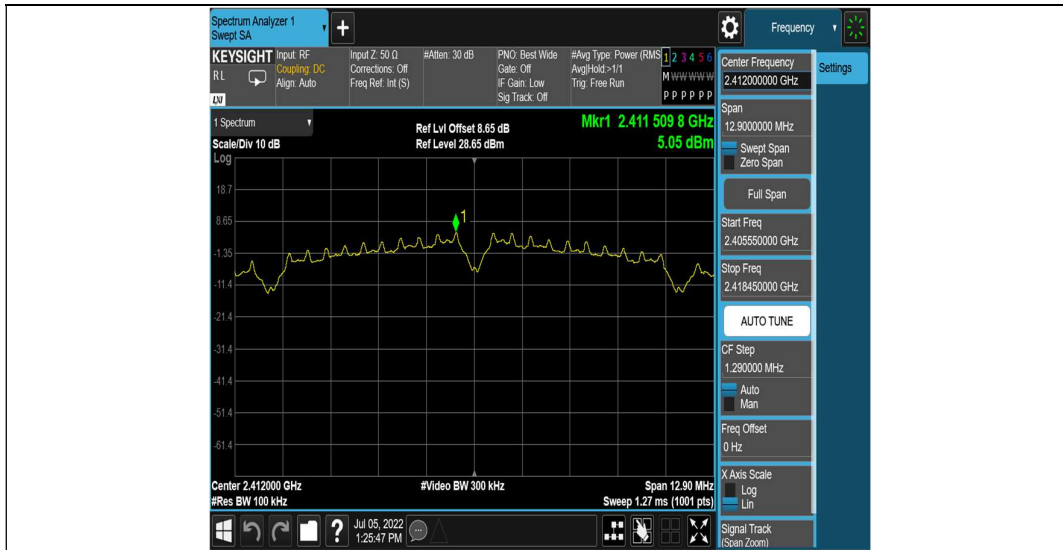 Spectrum Analyzer 1
Swept SA
+
Frequency
KEYSIGHT
R L
LXI
Input: RF
Coupling: DC
Align: Auto
Input Z: 50 Ω
Corrections: Off
Freq Ref: Int (S)
#Atten: 30 dB
PNO: Best Wide
Gate: Off
IF Gain: Low
Sig Track: Off
#Avg Type: Power (RMS
Avg|Hold:>1/1
Trig: Free Run
1 2 3 4 5 6
M W W W W W
P P P P P P
Center Frequency
2.412000000 GHz
Settings
Span
12.9000000 MHz
Swept Span
Zero Span
Full Span
Start Freq
2.405550000 GHz
Stop Freq
2.418450000 GHz
AUTO TUNE
CF Step
1.290000 MHz
Auto
Man
Freq Offset
0 Hz
X Axis Scale
Log
Lin
Signal Track
(Span Zoom)
1 Spectrum
Scale/Div 10 dB
Ref Lvl Offset 8.65 dB
Ref Level 28.65 dBm
Mkr1 2.411 509 8 GHz
5.05 dBm
Log
18.7
8.65
-1.35
-11.4
-21.4
-31.4
-41.4
-51.4
-61.4
1
Center 2.412000 GHz
#Res BW 100 kHz
#Video BW 300 kHz
Span 12.90 MHz
Sweep 1.27 ms (1001 pts)
?
Jul 05, 2022
1:25:47 PM